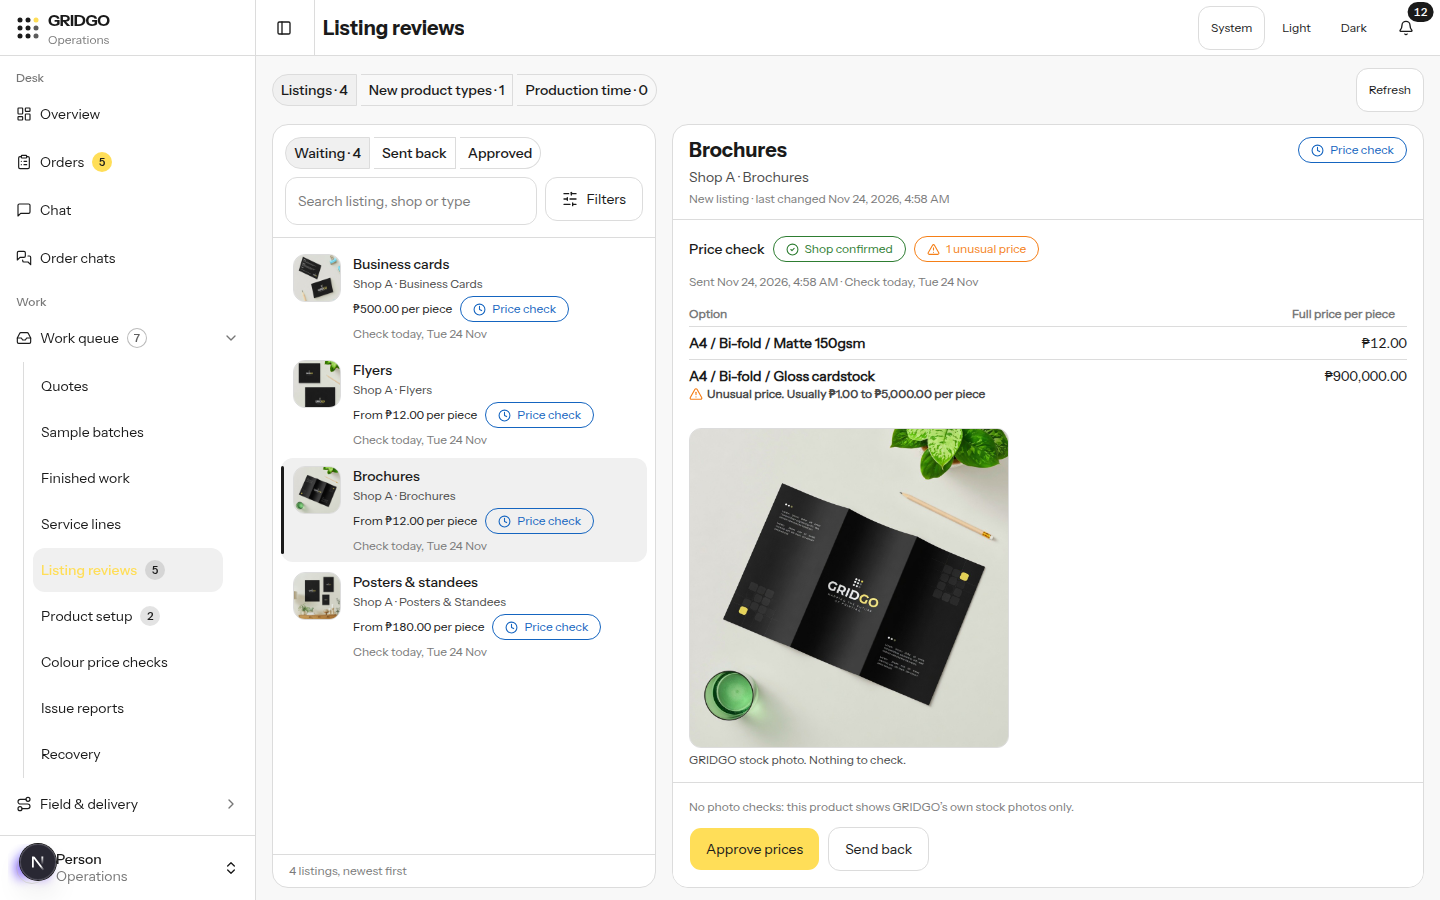 GRIDGO
Operations
Listing reviews
System
Light
Dark
12
Desk
Overview
Orders 5
Chat
Order chats
Work
Work queue 7
Quotes
Sample batches
Finished work
Service lines
Listing reviews 5
Product setup 2
Colour price checks
Issue reports
Recovery
Field & delivery
N
Person
Operations
Listings · 4
New product types · 1
Production time · 0
Refresh
Waiting · 4
Sent back
Approved
Search listing, shop or type
Filters
Business cards
Shop A · Business Cards
₱500.00 per piece
Price check
Check today, Tue 24 Nov
Flyers
Shop A · Flyers
From ₱12.00 per piece
Price check
Check today, Tue 24 Nov
Brochures
Shop A · Brochures
From ₱12.00 per piece
Price check
Check today, Tue 24 Nov
Posters & standees
Shop A · Posters & Standees
From ₱180.00 per piece
Price check
Check today, Tue 24 Nov
4 listings, newest first
Brochures
Price check
Shop A · Brochures
New listing · last changed Nov 24, 2026, 4:58 AM
Price check
Shop confirmed
1 unusual price
Sent Nov 24, 2026, 4:58 AM · Check today, Tue 24 Nov
Option
Full price per piece
A4 / Bi-fold / Matte 150gsm
₱12.00
A4 / Bi-fold / Gloss cardstock
₱900,000.00
Unusual price. Usually ₱1.00 to ₱5,000.00 per piece
GRIDGO
GRIDGO stock photo. Nothing to check.
No photo checks: this product shows GRIDGO's own stock photos only.
Approve prices
Send back